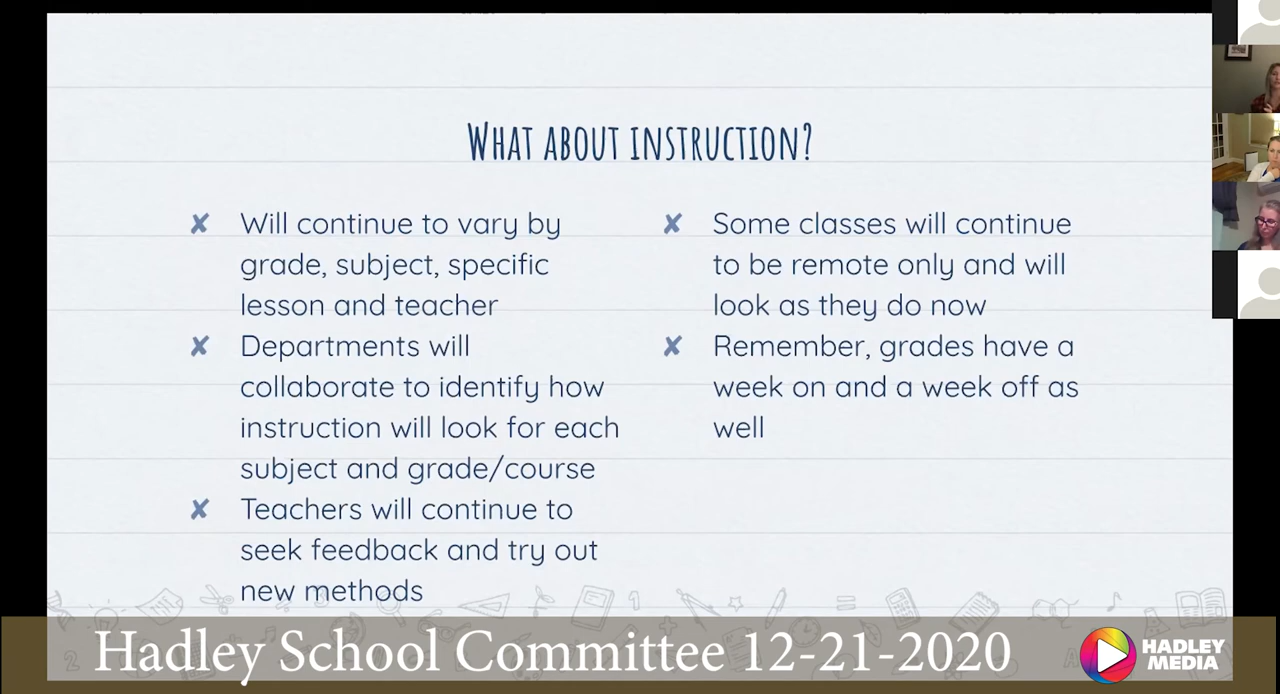 What about instruction?
✘ Will continue to vary by
grade, subject, specific
lesson and teacher
✘ Departments will
collaborate to identify how
instruction will look for each
subject and grade/course
✘ Teachers will continue to
seek feedback and try out
new methods
✘ Some classes will continue
to be remote only and will
look as they do now
✘ Remember, grades have a
week on and a week off as
well
Hadley School Committee 12-21-2020
HADLEY
MEDIA